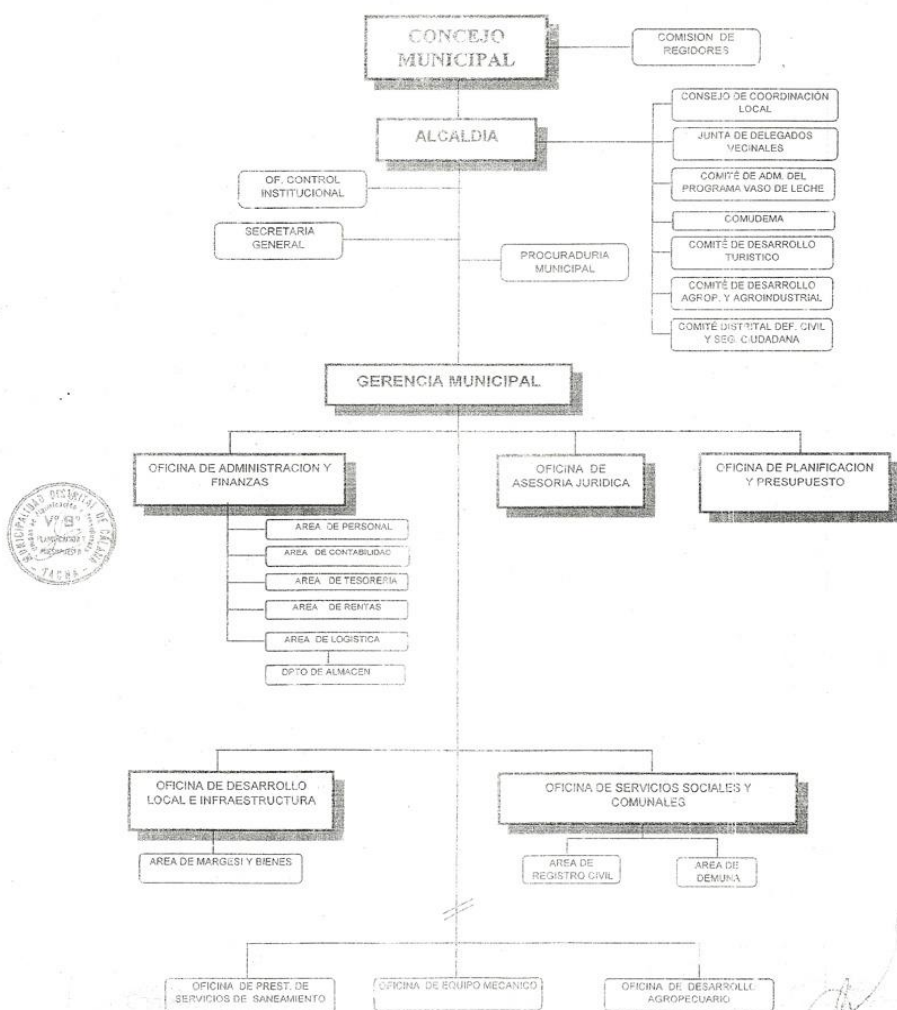 CONCEJO
MUNICIPAL
COMISION DE
REGIDORES
ALCALDIA
CONSEJO DE COORDINACIÓN
LOCAL
JUNTA DE DELEGADOS
VECINALES
COMITÉ DE ADM. DEL
PROGRAMA VASO DE LECHE
COMUDEMA
COMITÉ DE DESARROLLO
TURISTICO
COMITÉ DE DESARROLLO
AGROP. Y AGROINDUSTRIAL
COMITÉ DISTRITAL DEF. CIVIL
Y SEG. CIUDADANA
OF. CONTROL
INSTITUCIONAL
SECRETARIA
GENERAL
PROCURADURIA
MUNICIPAL
GERENCIA MUNICIPAL
OFICINA DE ADMINISTRACION Y
FINANZAS
OFICINA DE
ASESORIA JURIDICA
OFICINA DE PLANIFICACION
Y PRESUPUESTO
AREA DE PERSONAL
AREA DE CONTABILIDAD
AREA DE TESORERIA
AREA DE RENTAS
AREA DE LOGISTICA
DPTO DE ALMACEN
MUNICIPALIDAD DISTRITAL DE CALANA
VºBº
TACNA
OFICINA DE DESARROLLO
LOCAL E INFRAESTRUCTURA
OFICINA DE SERVICIOS SOCIALES Y
COMUNALES
AREA DE MARGESI Y BIENES
AREA DE
REGISTRO CIVIL
AREA DE
DEMUNA
OFICINA DE PREST. DE
SERVICIOS DE SANEAMIENTO
OFICINA DE EQUIPO MECANICO
OFICINA DE DESARROLLO
AGROPECUARIO